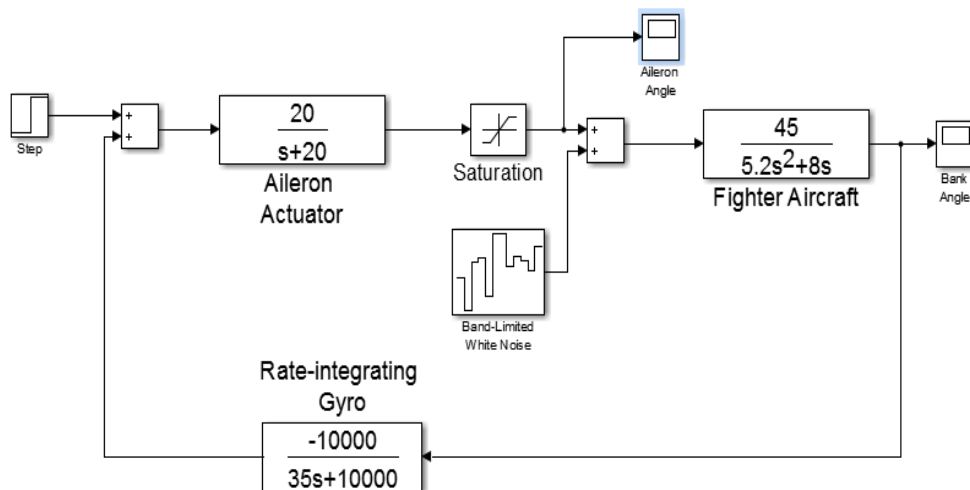 Aileron
Angle
Step
+
+
20
s+20
Aileron
Actuator
Saturation
+
+
45
5.2s²+8s
Fighter Aircraft
Bank
Angle
Band-Limited
White Noise
Rate-integrating
Gyro
-10000
35s+10000